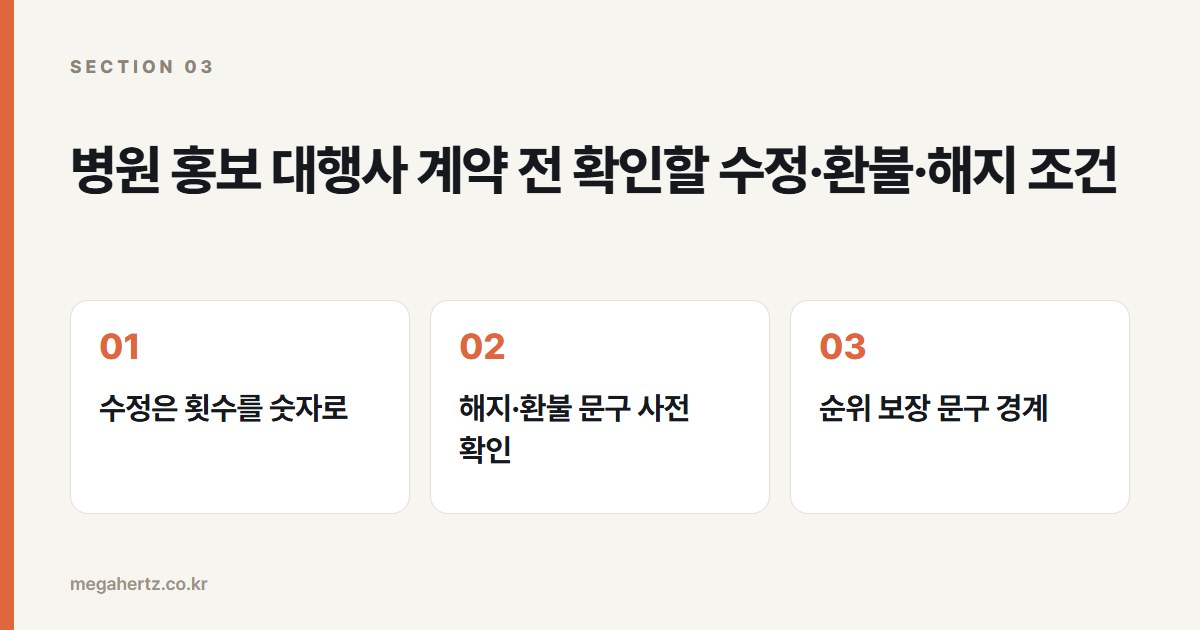 SECTION 03
병원 홍보 대행사 계약 전 확인할 수정·환불·해지 조건
01
수정은 횟수를 숫자로
02
해지·환불 문구 사전
확인
03
순위 보장 문구 경계
megahertz.co.kr